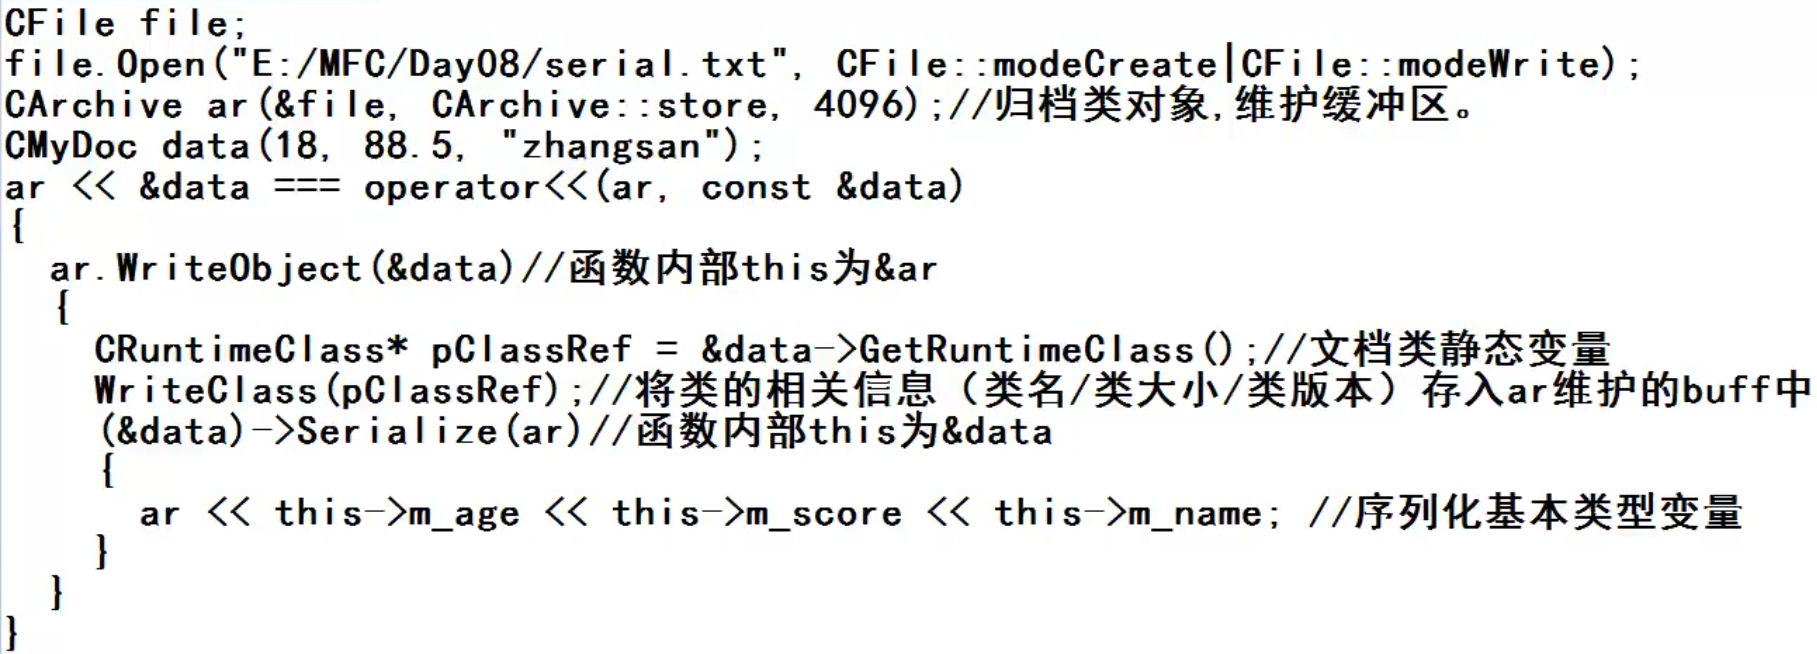 CFile file;
file.Open("E:/MFC/Day08/serial.txt", CFile::modeCreate|CFile::modeWrite);
CArchive ar(&file, CArchive::store, 4096);//归档类对象,维护缓冲区。
CMyDoc data(18, 88.5, "zhangsan");
ar << &data === operator<<(ar, const &data)
{
  ar.WriteObject(&data)//函数内部this为&ar
  {
    CRuntimeClass* pClassRef = &data->GetRuntimeClass();//文档类静态变量
    WriteClass(pClassRef);//将类的相关信息（类名/类大小/类版本）存入ar维护的buff中
    (&data)->Serialize(ar)//函数内部this为&data
    {
      ar << this->m_age << this->m_score << this->m_name; //序列化基本类型变量
    }
  }
}